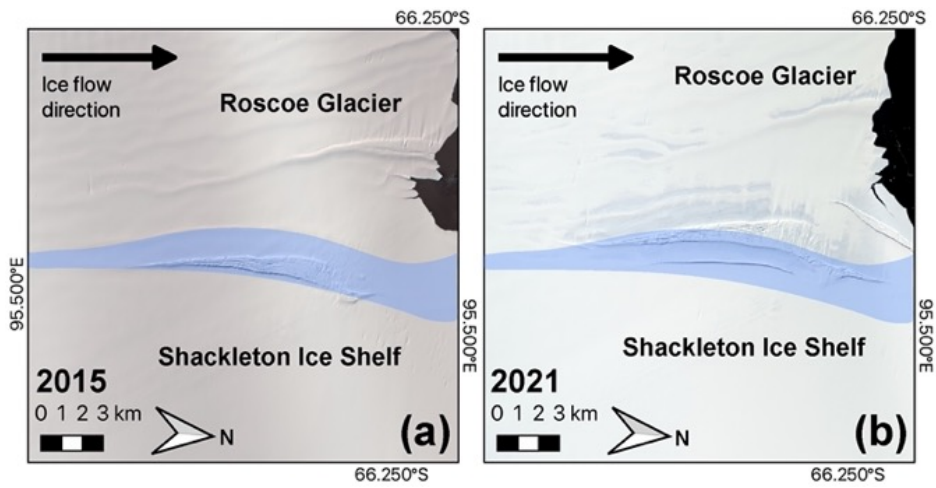 66.250°S
66.250°S
Ice flow
direction
Roscoe Glacier
Ice flow
direction
Roscoe Glacier
95.500°E
95.500°E
95.500°E
Shackleton Ice Shelf
Shackleton Ice Shelf
2015
0 1 2 3 km
N
(a)
2021
0 1 2 3 km
N
(b)
66.250°S
66.250°S